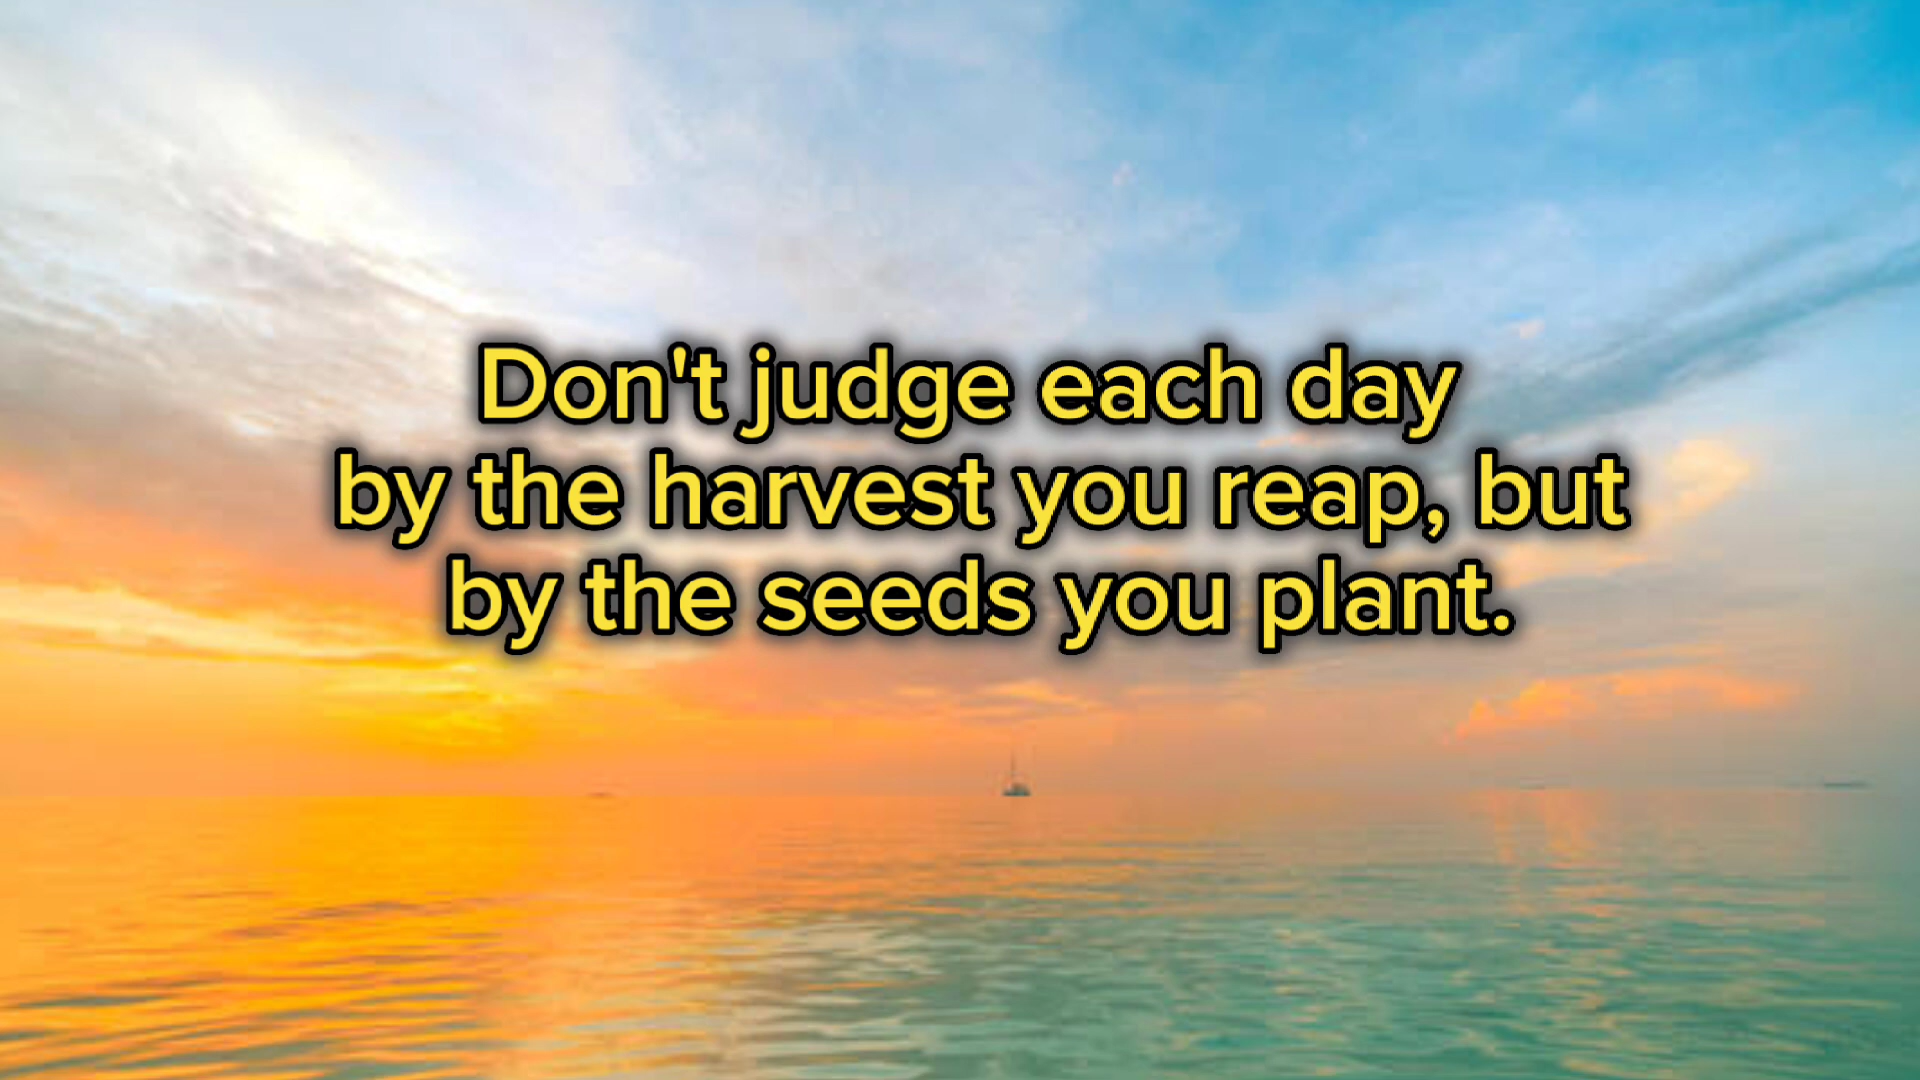 Don't judge each day
by the harvest you reap, but
by the seeds you plant.